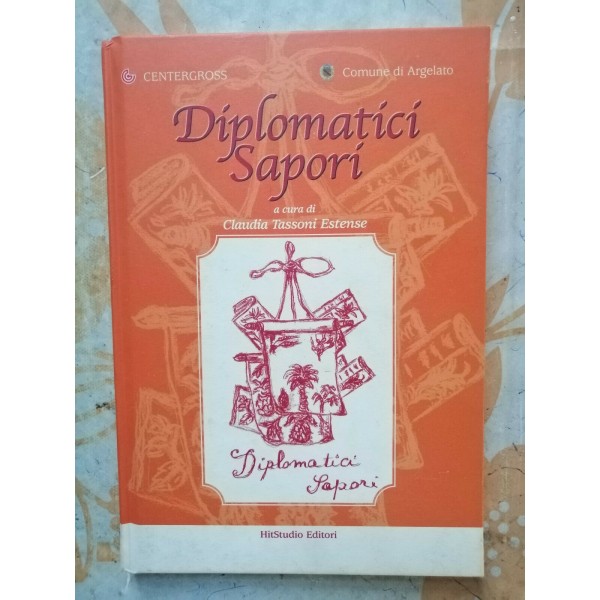 CENTERGROSS
Comune di Argelato
Diplomatici
Sapori
a cura di
Claudia Tassoni Estense
Diplomatici
Sapori
HitStudio Editori